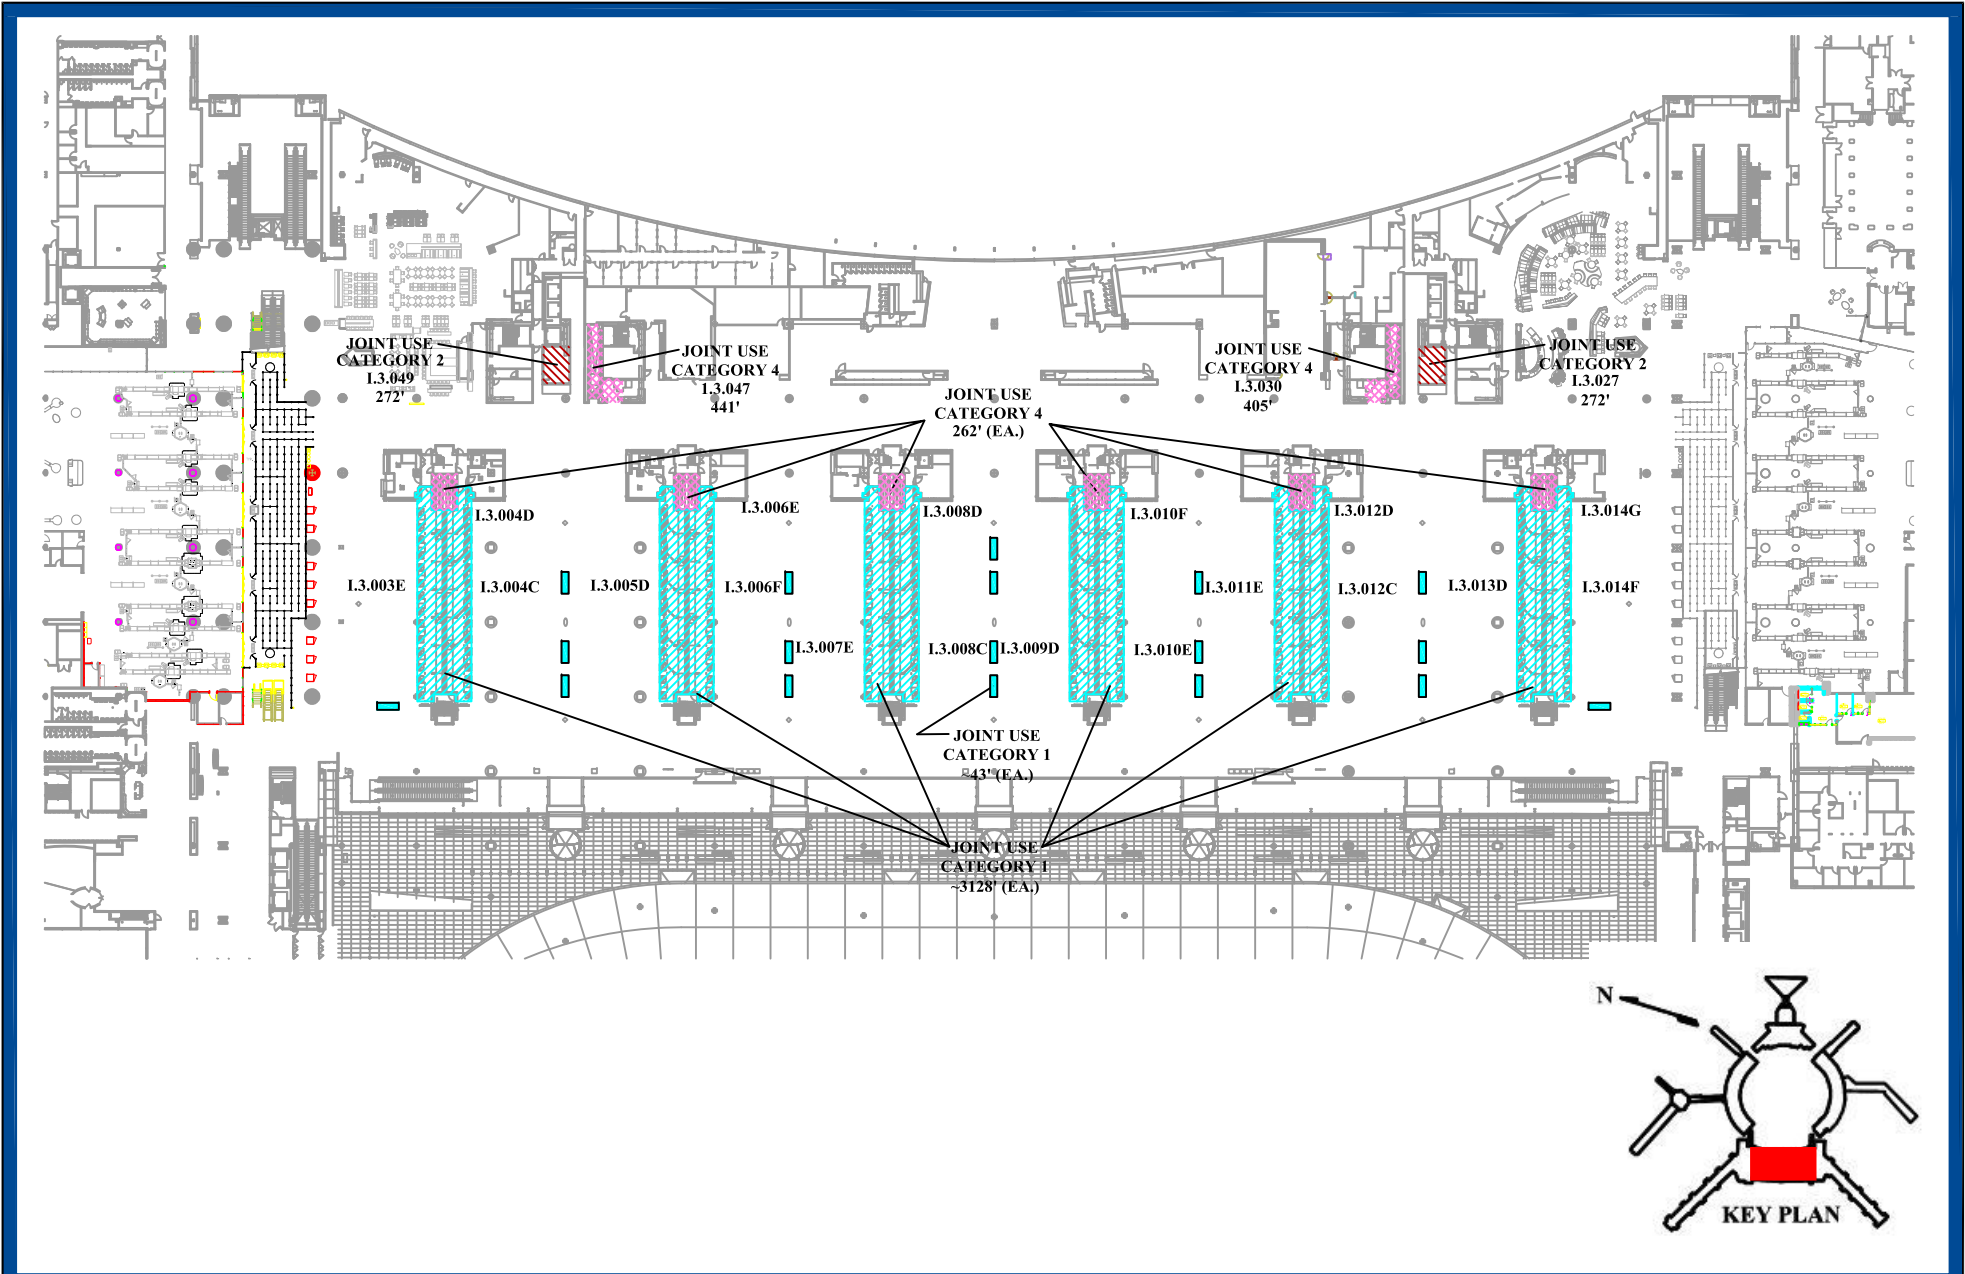 JOINT USE
CATEGORY 2
I.3.049
272'
JOINT USE
CATEGORY 4
1.3.047
441'
JOINT USE
CATEGORY 4
I.3.030
405'
JOINT USE
CATEGORY 2
I.3.027
272'
JOINT USE
CATEGORY 4
262' (EA.)
I.3.004D
I.3.006E
I.3.008D
I.3.010F
I.3.012D
I.3.014G
I.3.003E
I.3.004C
I.3.005D
I.3.006F
I.3.011E
I.3.012C
I.3.013D
I.3.014F
I.3.007E
I.3.008C
I.3.009D
I.3.010E
JOINT USE
CATEGORY 1
~43' (EA.)
JOINT USE
CATEGORY 1
~3128' (EA.)
N
KEY PLAN